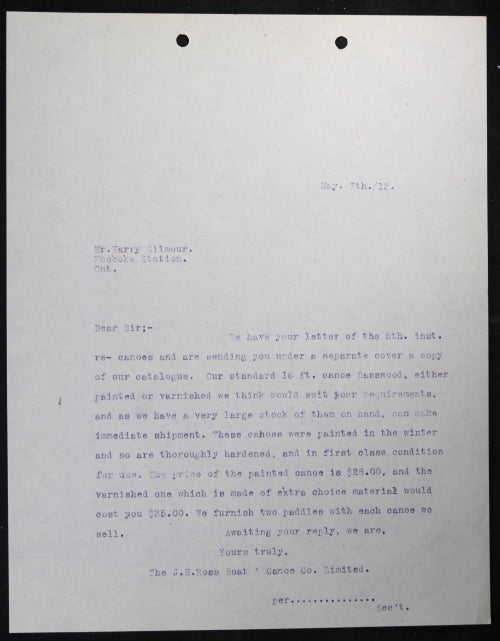 May. 7th./13.
Mr.Harry Gilmour.
Muskoka Station.
Ont.
Dear Sir;-
We have your letter of the 5th. inst.
re- canoes and are sending you under a separate cover a copy
of our catalogue. Our standard 16 ft. canoe Basswood, either
painted or varnished we think would suit your requirements,
and as we have a very large stock of them on hand, can make
immediate shipment. These cahoes were painted in the winter
and so are thoroughly hardened, and in first class condition
for use. The price of the painted canoe is $28.00, and the
varnished one which is made of extra choice material would
cost you $35.00. We furnish two paddles with each canoe we
sell. Awaiting your reply, we are,
Yours truly,
The J.H.Ross Boat & Canoe Co. Limited.
per...............
Sec't.